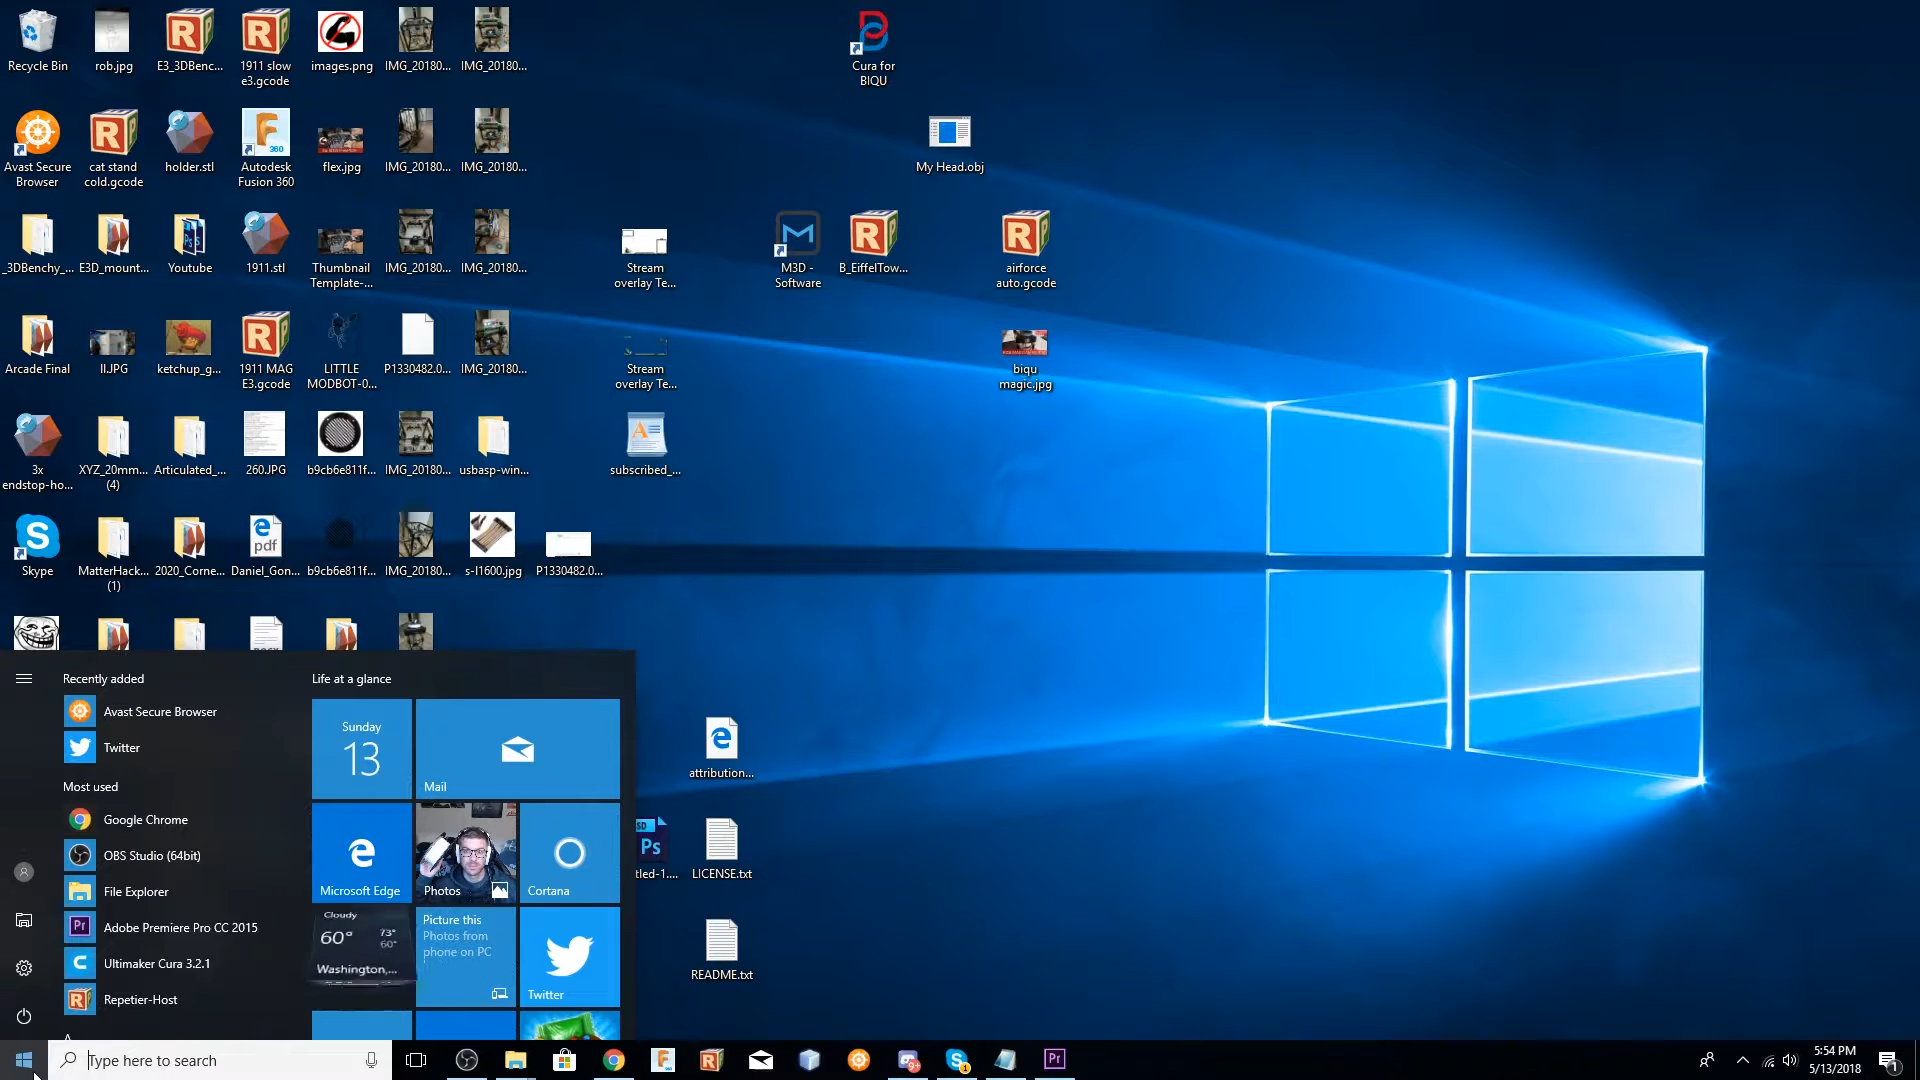 Recycle Bin
rob.jpg
E3_3DBenc...
1911 slow
e3.gcode
images.png
IMG_20180...
IMG_20180...
Cura for
BIQU
Avast Secure
Browser
cat stand
cold.gcode
holder.stl
Autodesk
Fusion 360
360
flex.jpg
IMG_20180...
IMG_20180...
My Head.obj
_3DBenchy_...
E3D_mount...
Youtube
1911.stl
Thumbnail
Template-...
IMG_20180...
IMG_20180...
Stream
overlay Te...
M3D -
Software
B_EiffelTow...
airforce
auto.gcode
Arcade Final
II.JPG
ketchup_g...
1911 MAG
E3.gcode
LITTLE
MODBOT-0...
P1330482.0...
IMG_20180...
Stream
overlay Te...
biqu
magic.jpg
3x
endstop-ho...
XYZ_20mm...
(4)
Articulated_...
260.JPG
b9cb6e811f...
IMG_20180...
usbasp-win...
subscribed_...
Skype
MatterHack...
(1)
2020_Corne...
pdf
Daniel_Gon...
b9cb6e811f...
IMG_20180...
s-l1600.jpg
P1330482.0...
attribution...
Ps
tled-1....
LICENSE.txt
README.txt
Recently added
Avast Secure Browser
Twitter
Most used
Google Chrome
OBS Studio (64bit)
File Explorer
Adobe Premiere Pro CC 2015
Ultimaker Cura 3.2.1
Repetier-Host
Life at a glance
Sunday
13
Mail
Microsoft Edge
Photos
Cortana
Cloudy
60°
73°
60°
Washington,...
Picture this
Photos from
phone on PC
Twitter
Type here to search
5:54 PM
5/13/2018